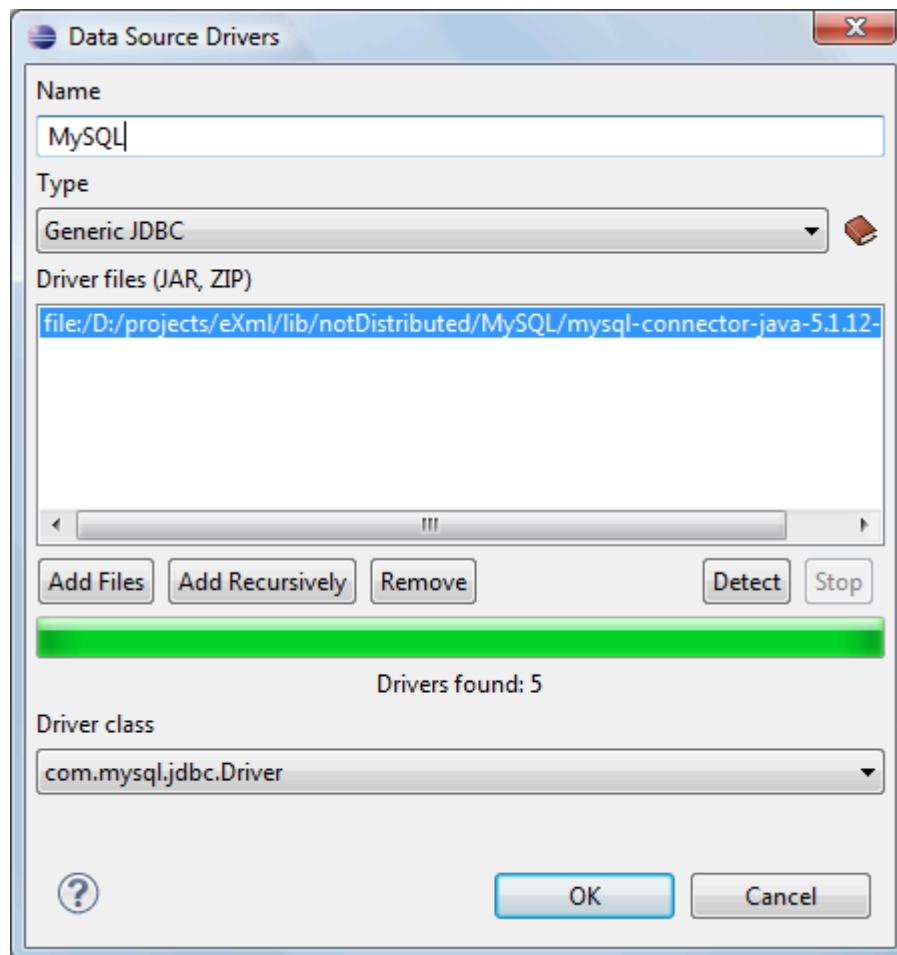 Data Source Drivers
Name
MySQL
Type
Generic JDBC
Driver files (JAR, ZIP)
file:/D:/projects/eXml/lib/notDistributed/MySQL/mysql-connector-java-5.1.12-
Add Files Add Recursively Remove Detect Stop
Drivers found: 5
Driver class
com.mysql.jdbc.Driver
? OK Cancel